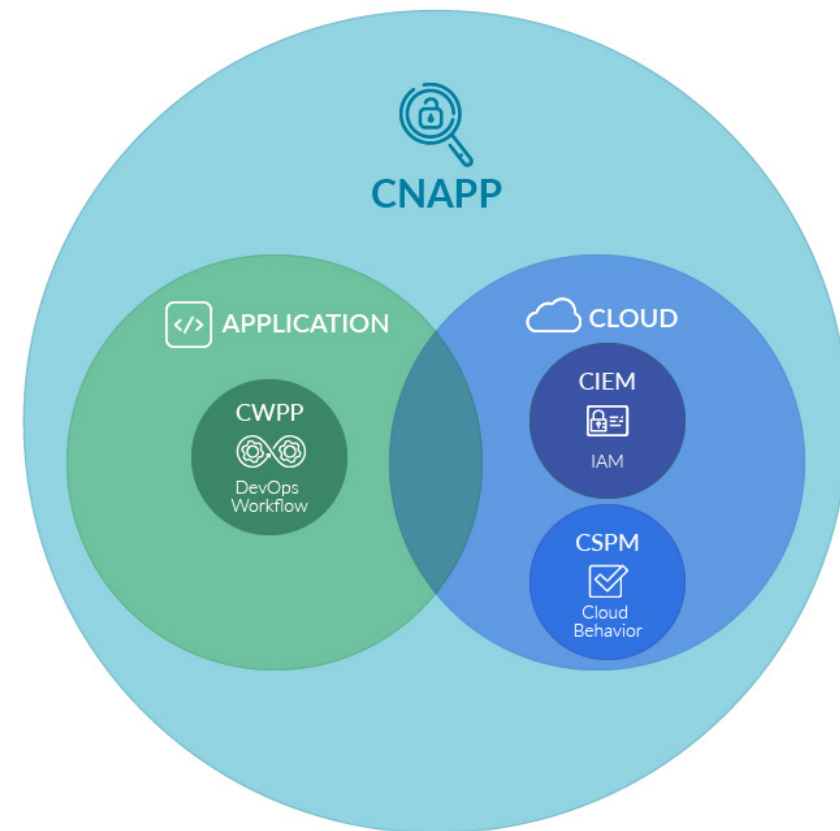 CNAPP
</> APPLICATION
CWPP
DevOps
Workflow
CLOUD
CIEM
IAM
CSPM
Cloud
Behavior